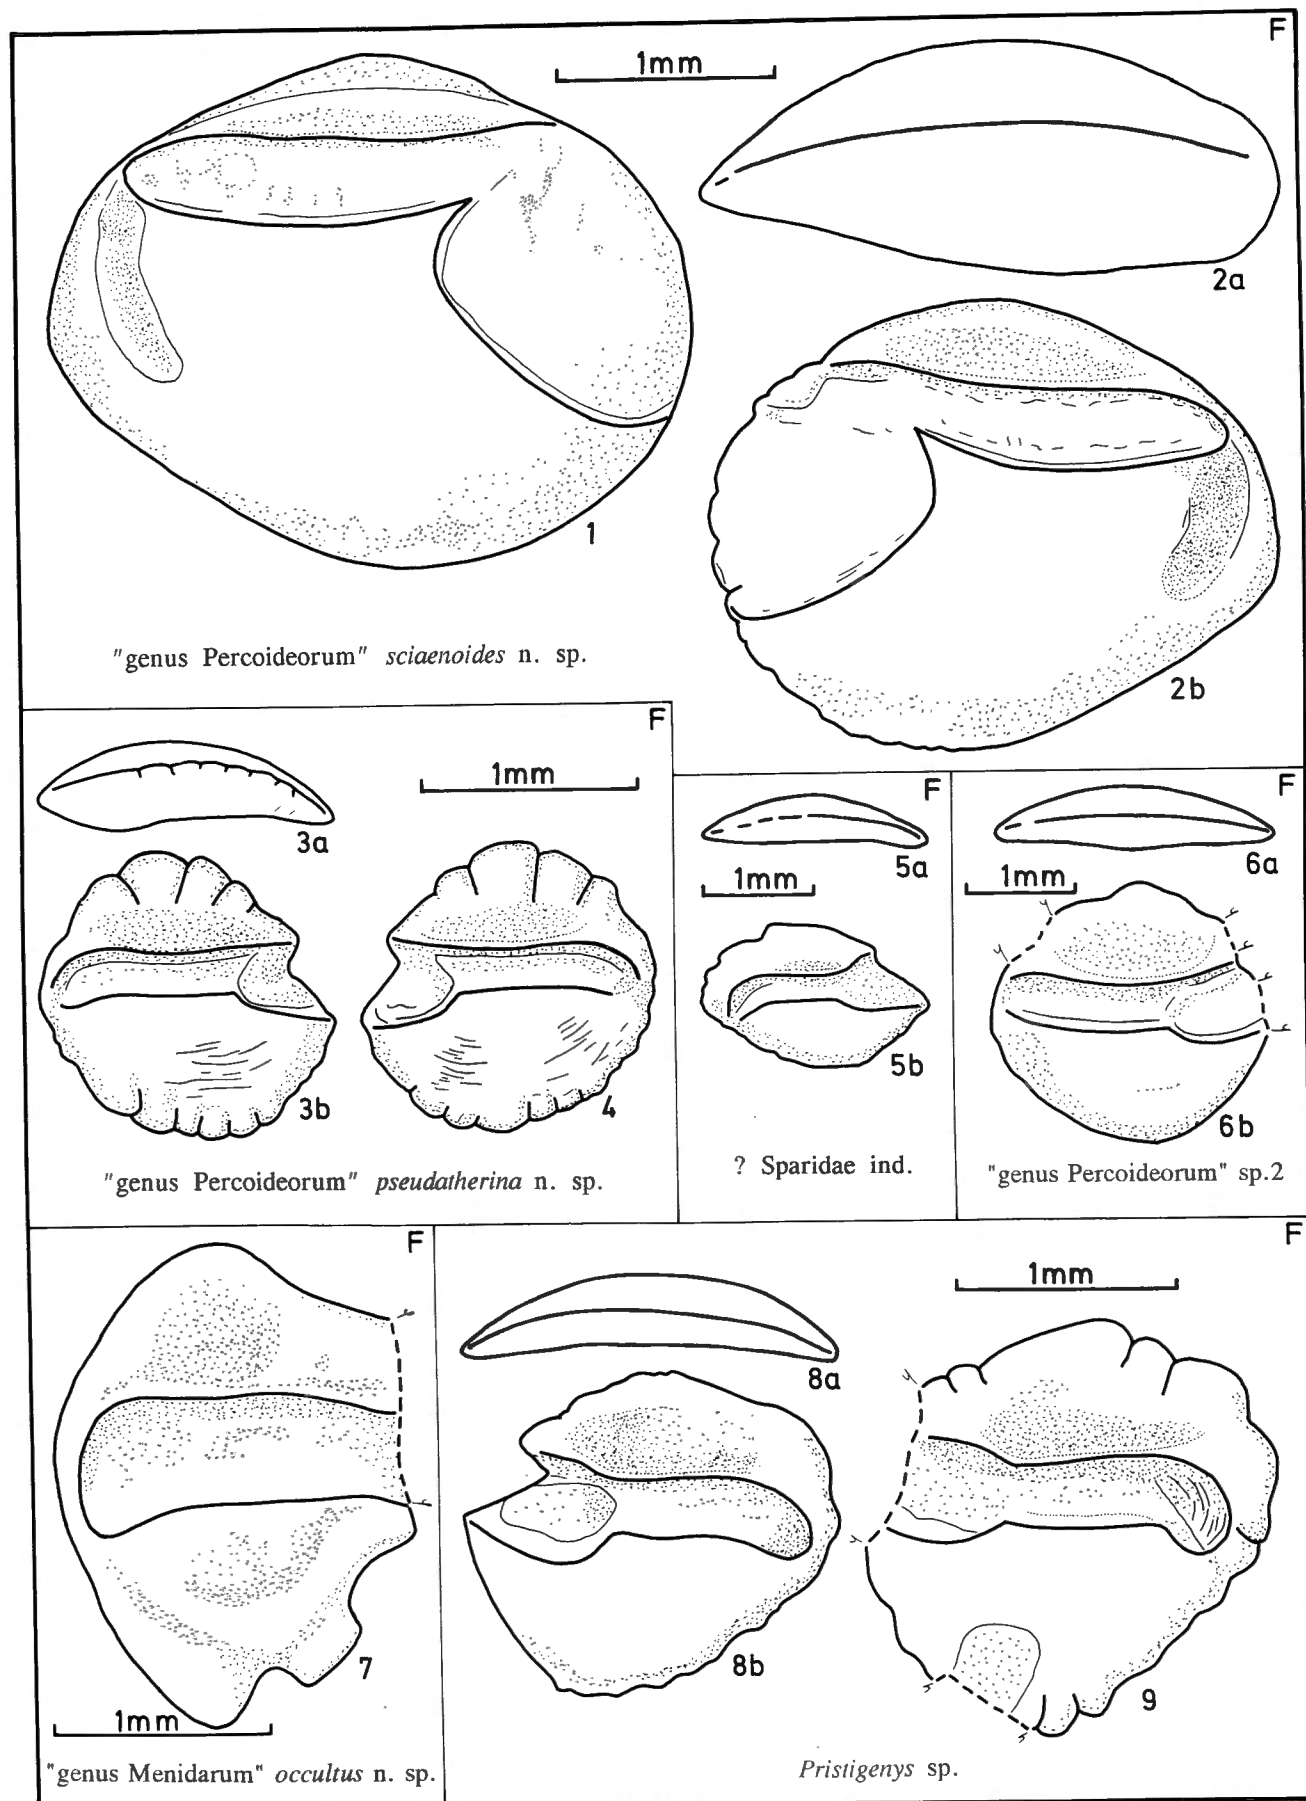 F
1mm
2a
1
2b
"genus Percoideorum" sciaenoides n. sp.
F
1mm
3a
3b
4
"genus Percoideorum" pseudatherina n. sp.
F
5a
1mm
5b
? Sparidae ind.
F
6a
1mm
6b
"genus Percoideorum" sp.2
F
7
1mm
"genus Menidarum" occultus n. sp.
F
1mm
8a
8b
9
Pristigenys sp.